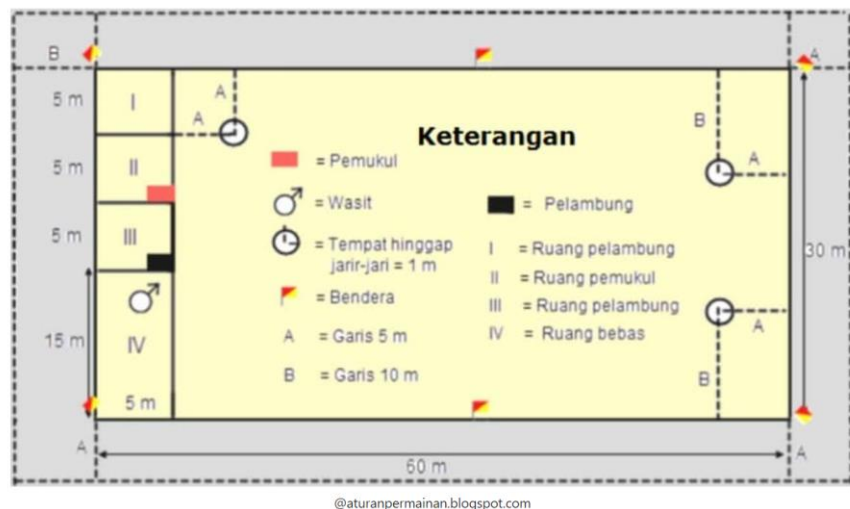 B
A
5 m
I
A
A
B
A
5 m
II
5 m
III
15 m
IV
5 m
A
Keterangan
= Pemukul
= Wasit
= Tempat hinggap
jarir-jari = 1 m
= Bendera
A = Garis 5 m
B = Garis 10 m
= Pelambung
I = Ruang pelambung
II = Ruang pemukul
III = Ruang pelambung
IV = Ruang bebas
30 m
A
B
60 m
A
@aturanpermainan.blogspot.com